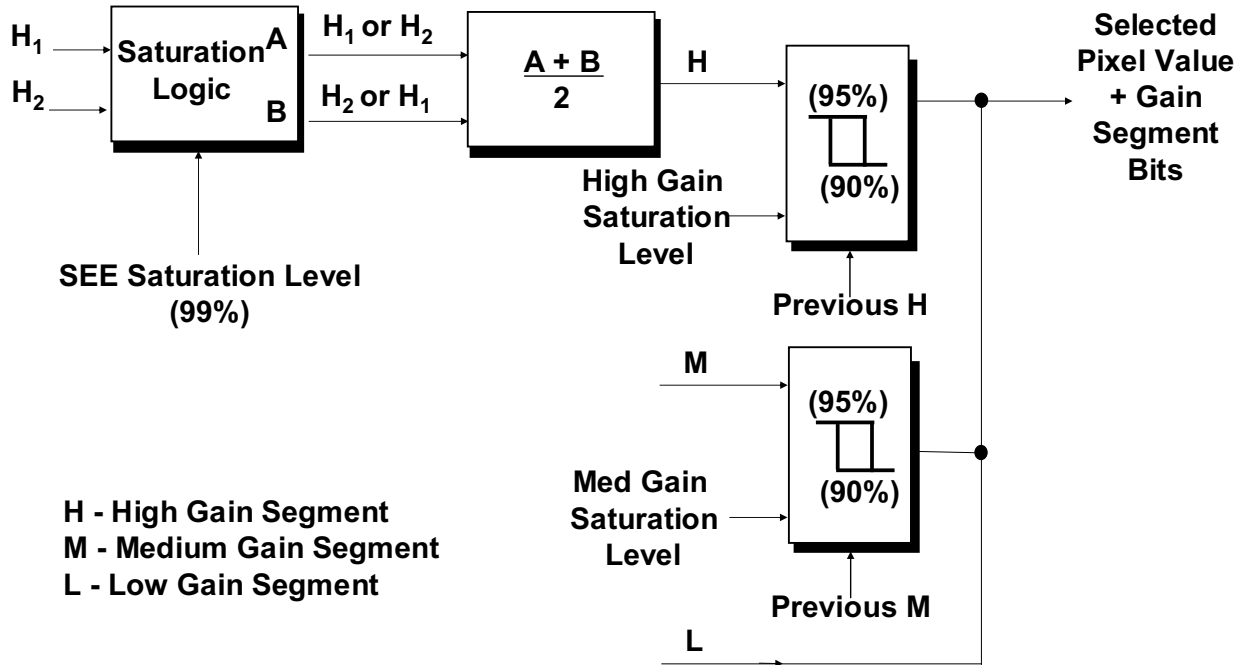 H1
H2
Saturation
Logic
A
B
H1 or H2
H2 or H1
A + B
2
H
(95%)
(90%)
Selected
Pixel Value
+ Gain
Segment
Bits
High Gain
Saturation
Level
SEE Saturation Level
(99%)
Previous H
M
(95%)
(90%)
Med Gain
Saturation
Level
Previous M
L
H - High Gain Segment
M - Medium Gain Segment
L - Low Gain Segment